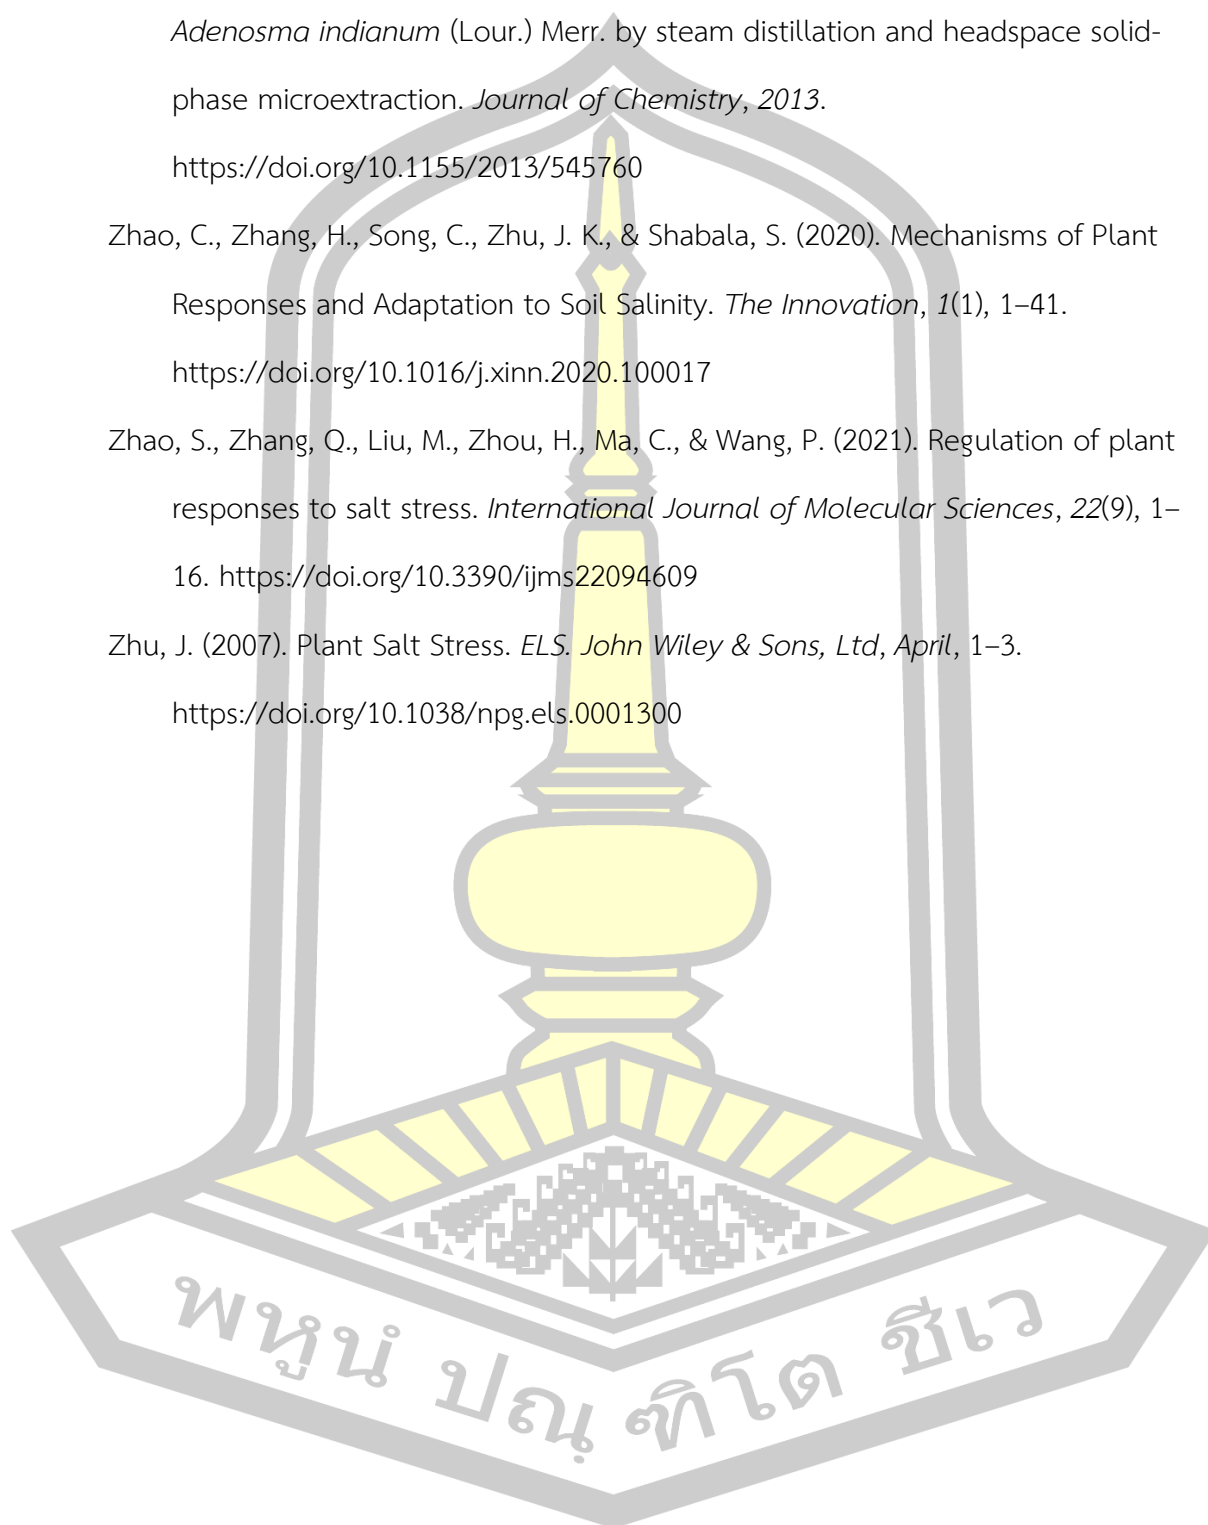 Adenosma indianum (Lour.) Merr. by steam distillation and headspace solid-
phase microextraction. Journal of Chemistry, 2013.
https://doi.org/10.1155/2013/545760
Zhao, C., Zhang, H., Song, C., Zhu, J. K., & Shabala, S. (2020). Mechanisms of Plant
Responses and Adaptation to Soil Salinity. The Innovation, 1(1), 1–41.
https://doi.org/10.1016/j.xinn.2020.100017
Zhao, S., Zhang, Q., Liu, M., Zhou, H., Ma, C., & Wang, P. (2021). Regulation of plant
responses to salt stress. International Journal of Molecular Sciences, 22(9), 1–
16. https://doi.org/10.3390/ijms22094609
Zhu, J. (2007). Plant Salt Stress. ELS. John Wiley & Sons, Ltd, April, 1–3.
https://doi.org/10.1038/npg.els.0001300
พหูนํ ปณฺ ฑิโต ชีเว